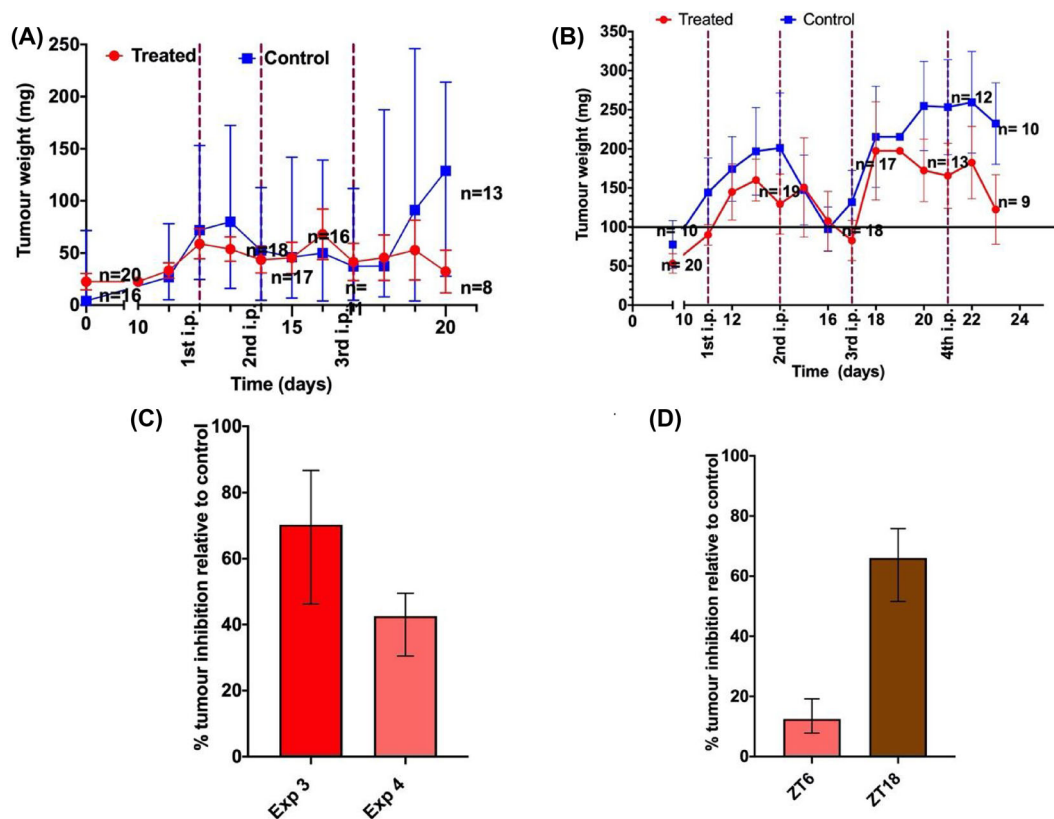 (A)
Treated
Control
Tumour weight (mg)
250
200
150
100
50
0
n=20
n=16
n=18
n=17
n=16
n=
n=13
n=8
0
10
1st i.p.
2nd i.p.
15
3rd i.p.
20
Time (days)
(B)
Treated
Control
Tumour weight (mg)
350
300
250
200
150
100
50
0
n= 10
n= 20
n= 19
n= 18
n= 17
n= 13
n= 12
n= 10
n= 9
0
10
1st i.p.
12
2nd i.p.
16
3rd i.p.
18
20
4th i.p.
22
24
Time (days)
(C)
% tumour inhibition relative to control
100
80
60
40
20
0
Exp 3
Exp 4
(D)
% tumour inhibition relative to control
100
80
60
40
20
0
ZT6
ZT18